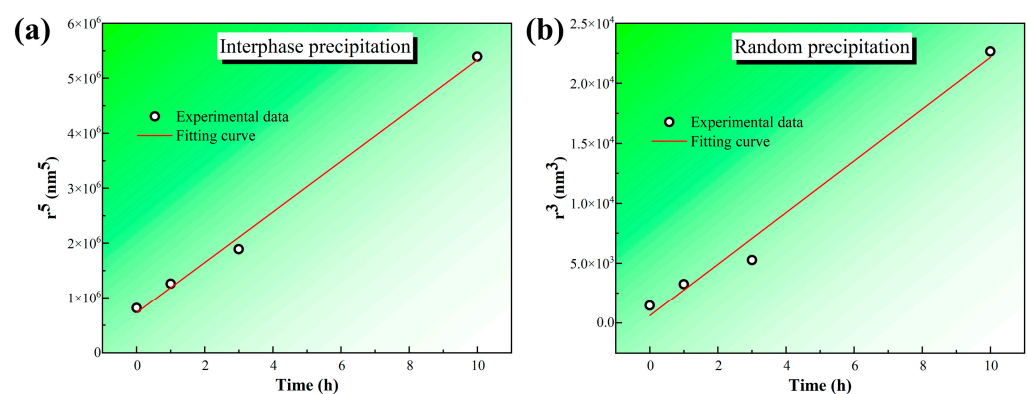 (a)
Interphase precipitation
Experimental data
Fitting curve
r⁵ (nm⁵)
6×10⁶
5×10⁶
4×10⁶
3×10⁶
2×10⁶
1×10⁶
0
0 2 4 6 8 10
Time (h)
(b)
Random precipitation
Experimental data
Fitting curve
r³ (nm³)
2.5×10⁴
2.0×10⁴
1.5×10⁴
1.0×10⁴
5.0×10³
0.0
0 2 4 6 8 10
Time (h)